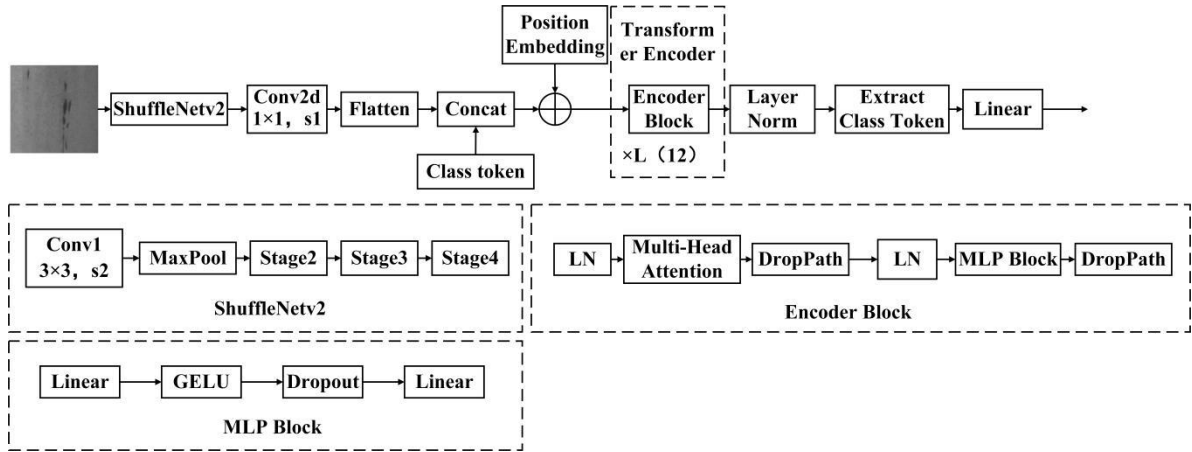 Position
Embedding
Transform
er Encoder
ShuffleNetv2
Conv2d
1×1，s1
Flatten
Concat
Encoder
Block
Layer
Norm
Extract
Class Token
Linear
×L（12）
Class token
Conv1
3×3，s2
MaxPool
Stage2
Stage3
Stage4
ShuffleNetv2
LN
Multi-Head
Attention
DropPath
LN
MLP Block
DropPath
Encoder Block
Linear
GELU
Dropout
Linear
MLP Block